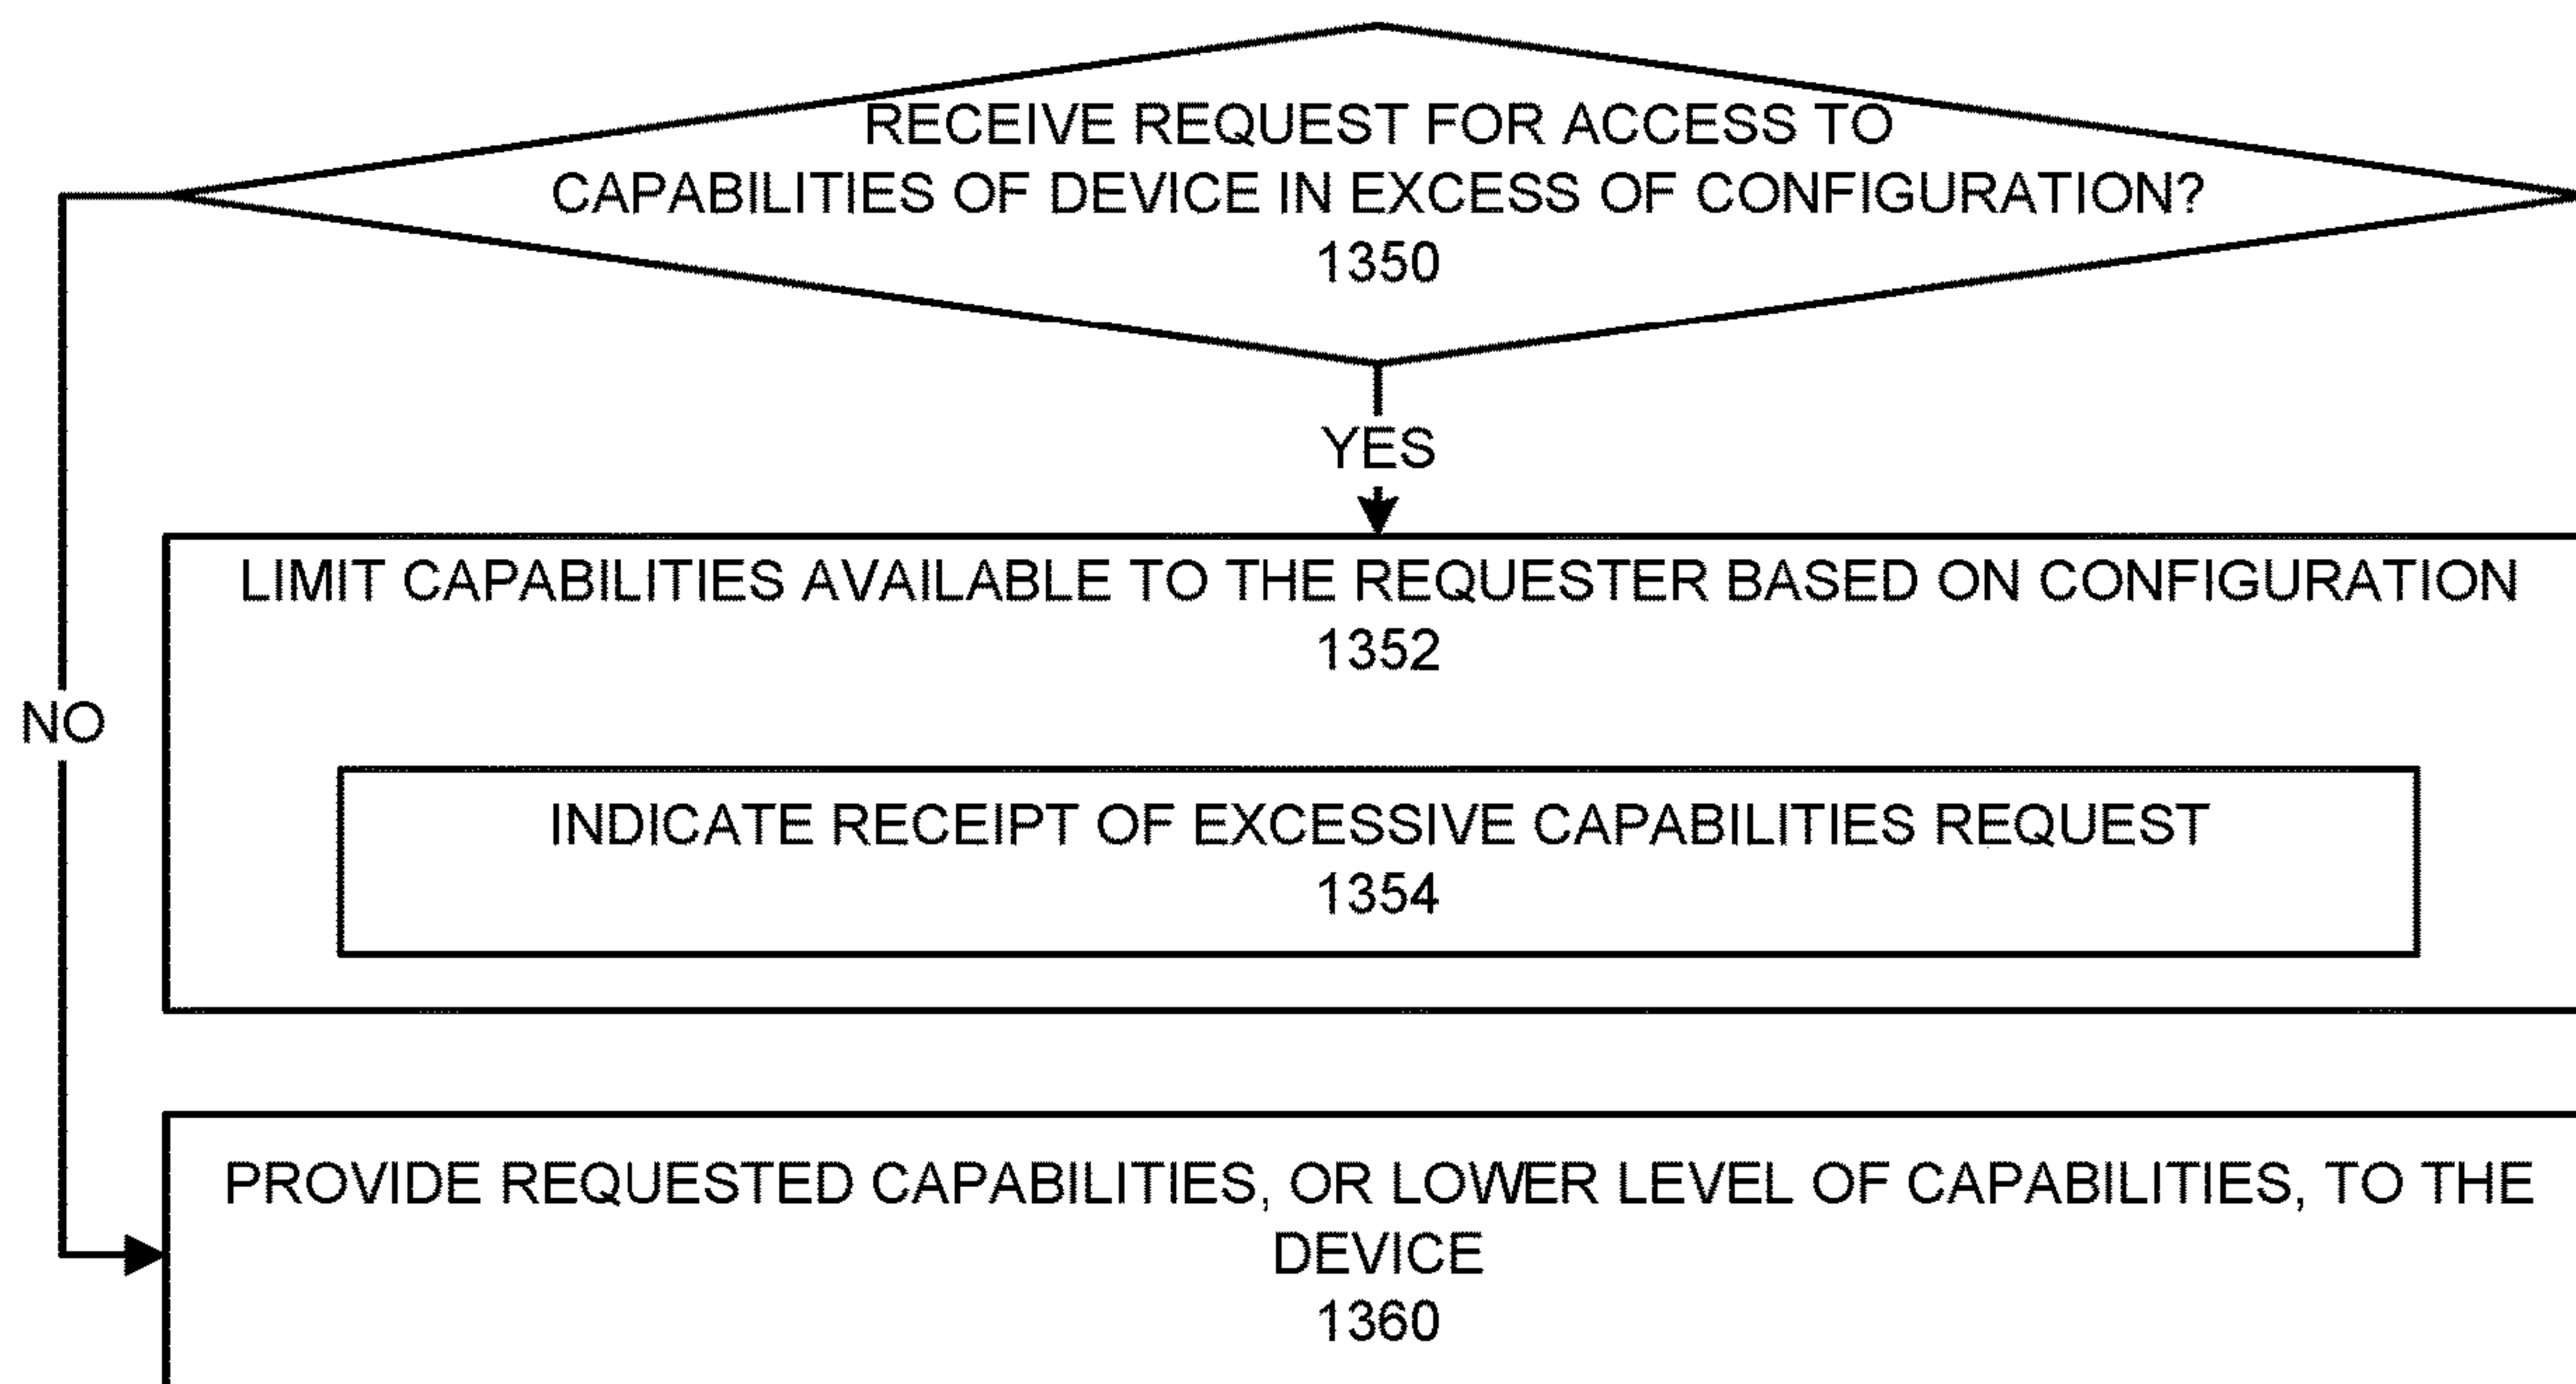 RECEIVE REQUEST FOR ACCESS TO
CAPABILITIES OF DEVICE IN EXCESS OF CONFIGURATION?
1350
YES
LIMIT CAPABILITIES AVAILABLE TO THE REQUESTER BASED ON CONFIGURATION
1352
NO
INDICATE RECEIPT OF EXCESSIVE CAPABILITIES REQUEST
1354
PROVIDE REQUESTED CAPABILITIES, OR LOWER LEVEL OF CAPABILITIES, TO THE
DEVICE
1360